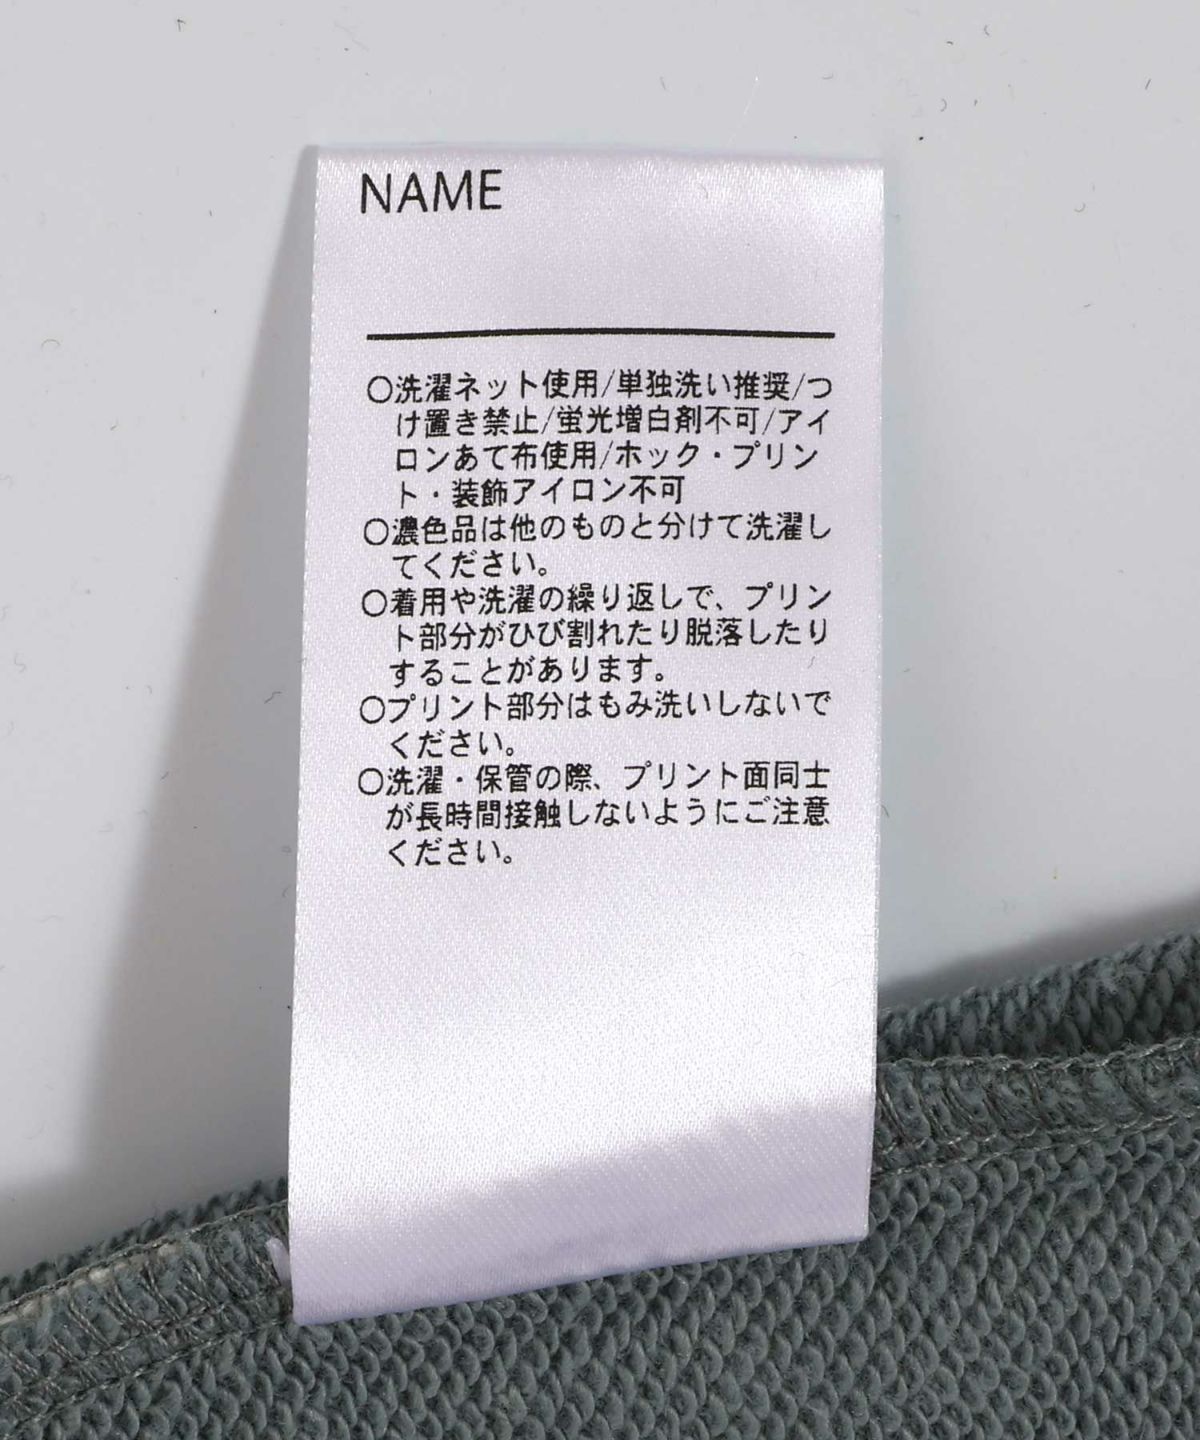 NAME
○洗濯ネット使用/単独洗い推奨/つ
け置き禁止/蛍光増白剤不可/アイ
ロンあて布使用/ホック・プリン
ト・装飾アイロン不可
○濃色品は他のものと分けて洗濯し
てください。
○着用や洗濯の繰り返しで、プリン
ト部分がひび割れたり脱落したり
することがあります。
○プリント部分はもみ洗いしないで
ください。
○洗濯・保管の際、プリント面同士
が長時間接触しないようにご注意
ください。